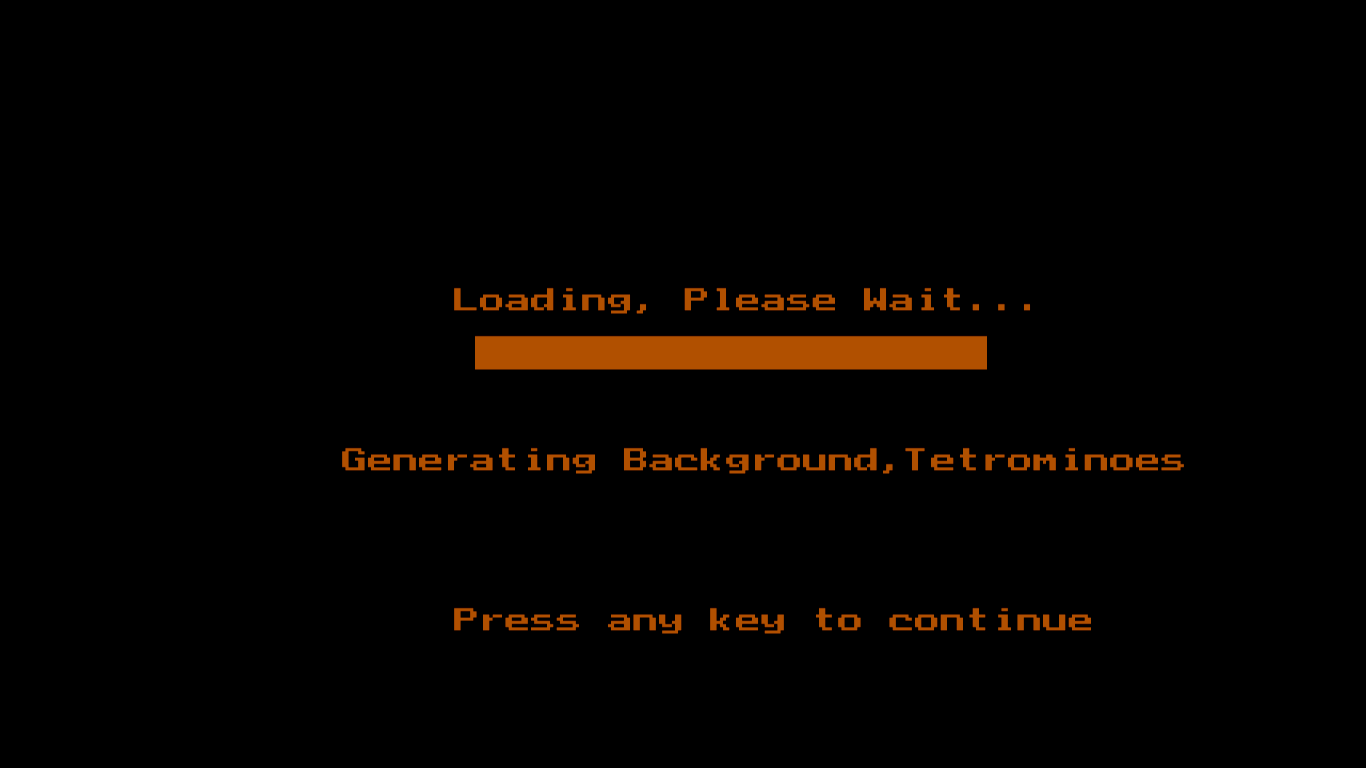 Loading, Please Wait...
Generating Background,Tetrominoes
Press any key to continue